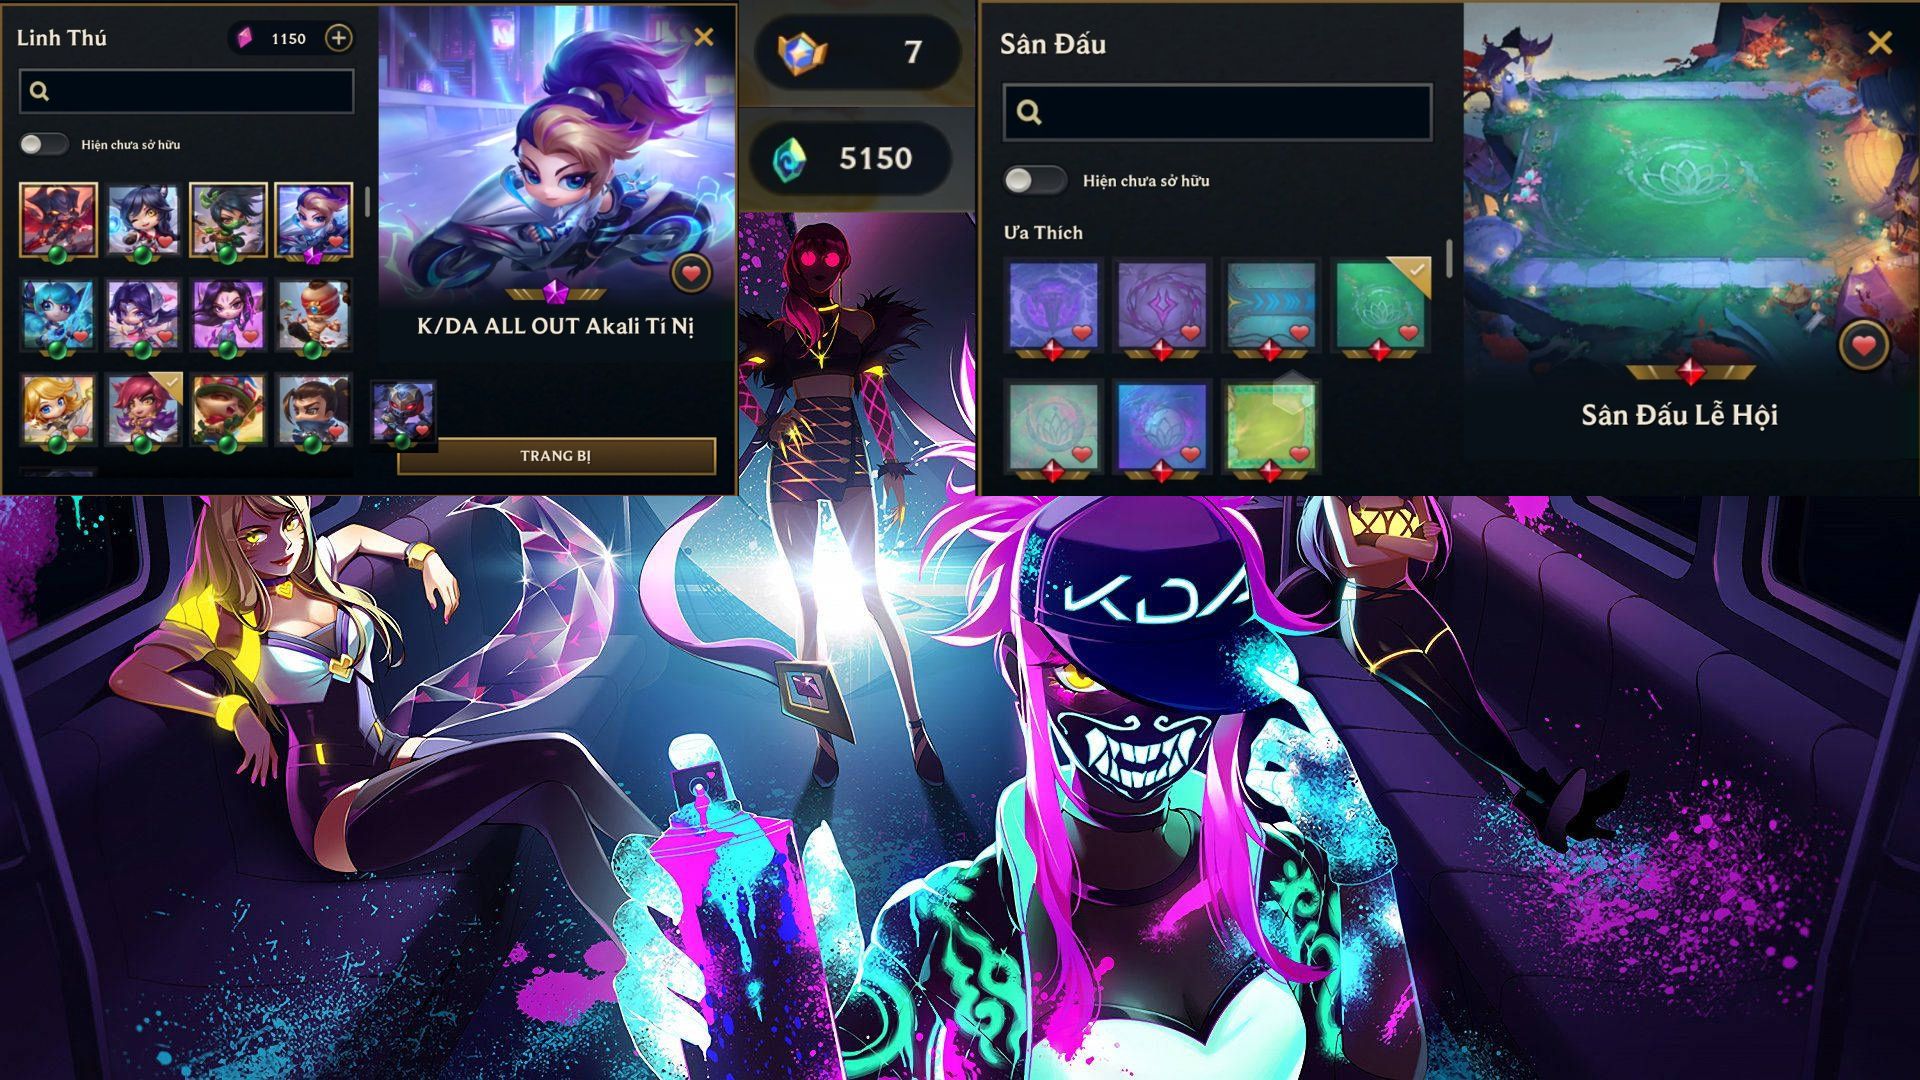 Linh Thú
1150
Hiện chưa sở hữu
K/DA ALL OUT Akali Tí Nị
TRANG BỊ
7
5150
Sân Đấu
Hiện chưa sở hữu
Ưa Thích
Sân Đấu Lễ Hội
KDA